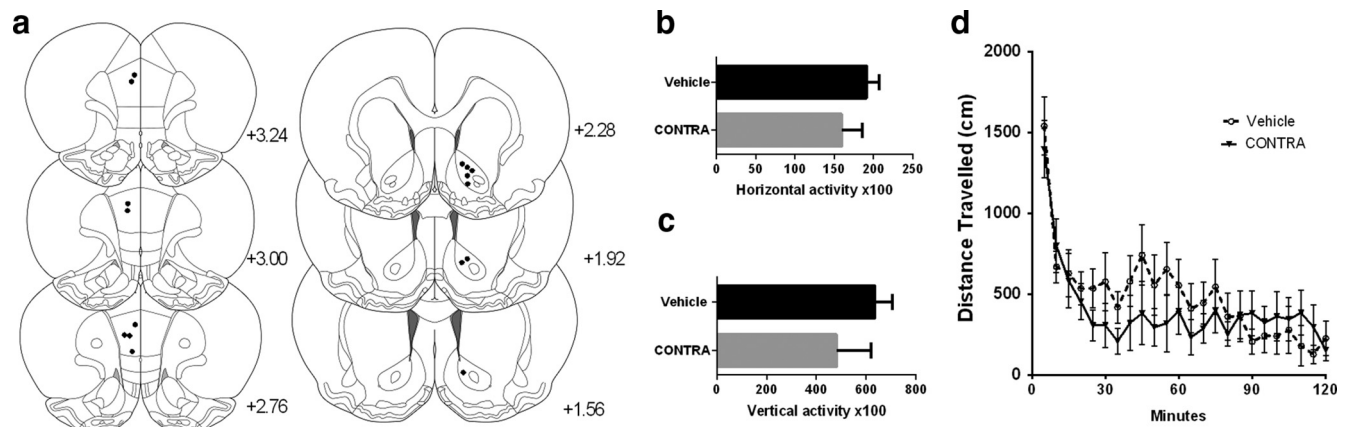 a
+3.24
+3.00
+2.76
+2.28
+1.92
+1.56
b
Vehicle
CONTRA
0 50 100 150 200 250
Horizontal activity x100
c
Vehicle
CONTRA
0 200 400 600 800
Vertical activity x100
d
Distance Travelled (cm)
2000
1500
1000
500
0
Vehicle
CONTRA
30 60 90 120
Minutes